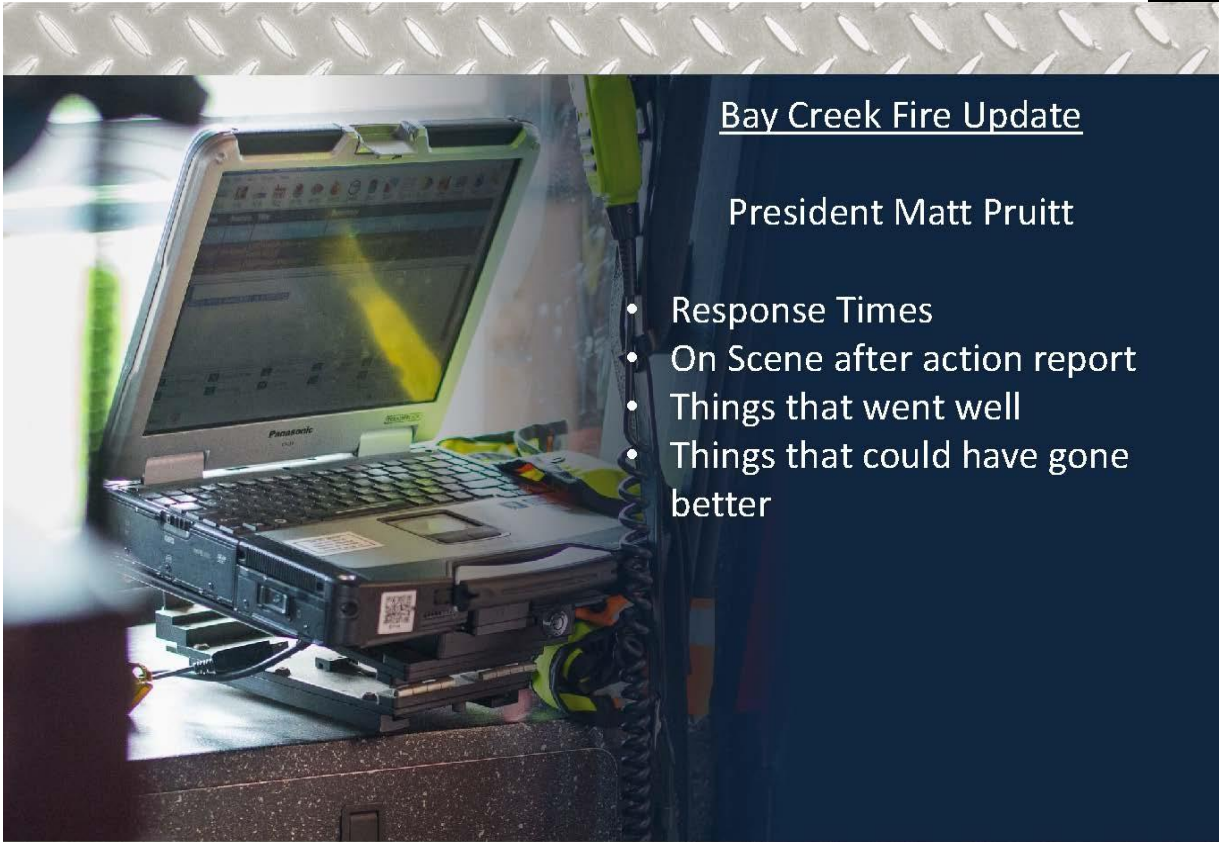 Bay Creek Fire Update
President Matt Pruitt
• Response Times
• On Scene after action report
• Things that went well
• Things that could have gone
better
Panasonic